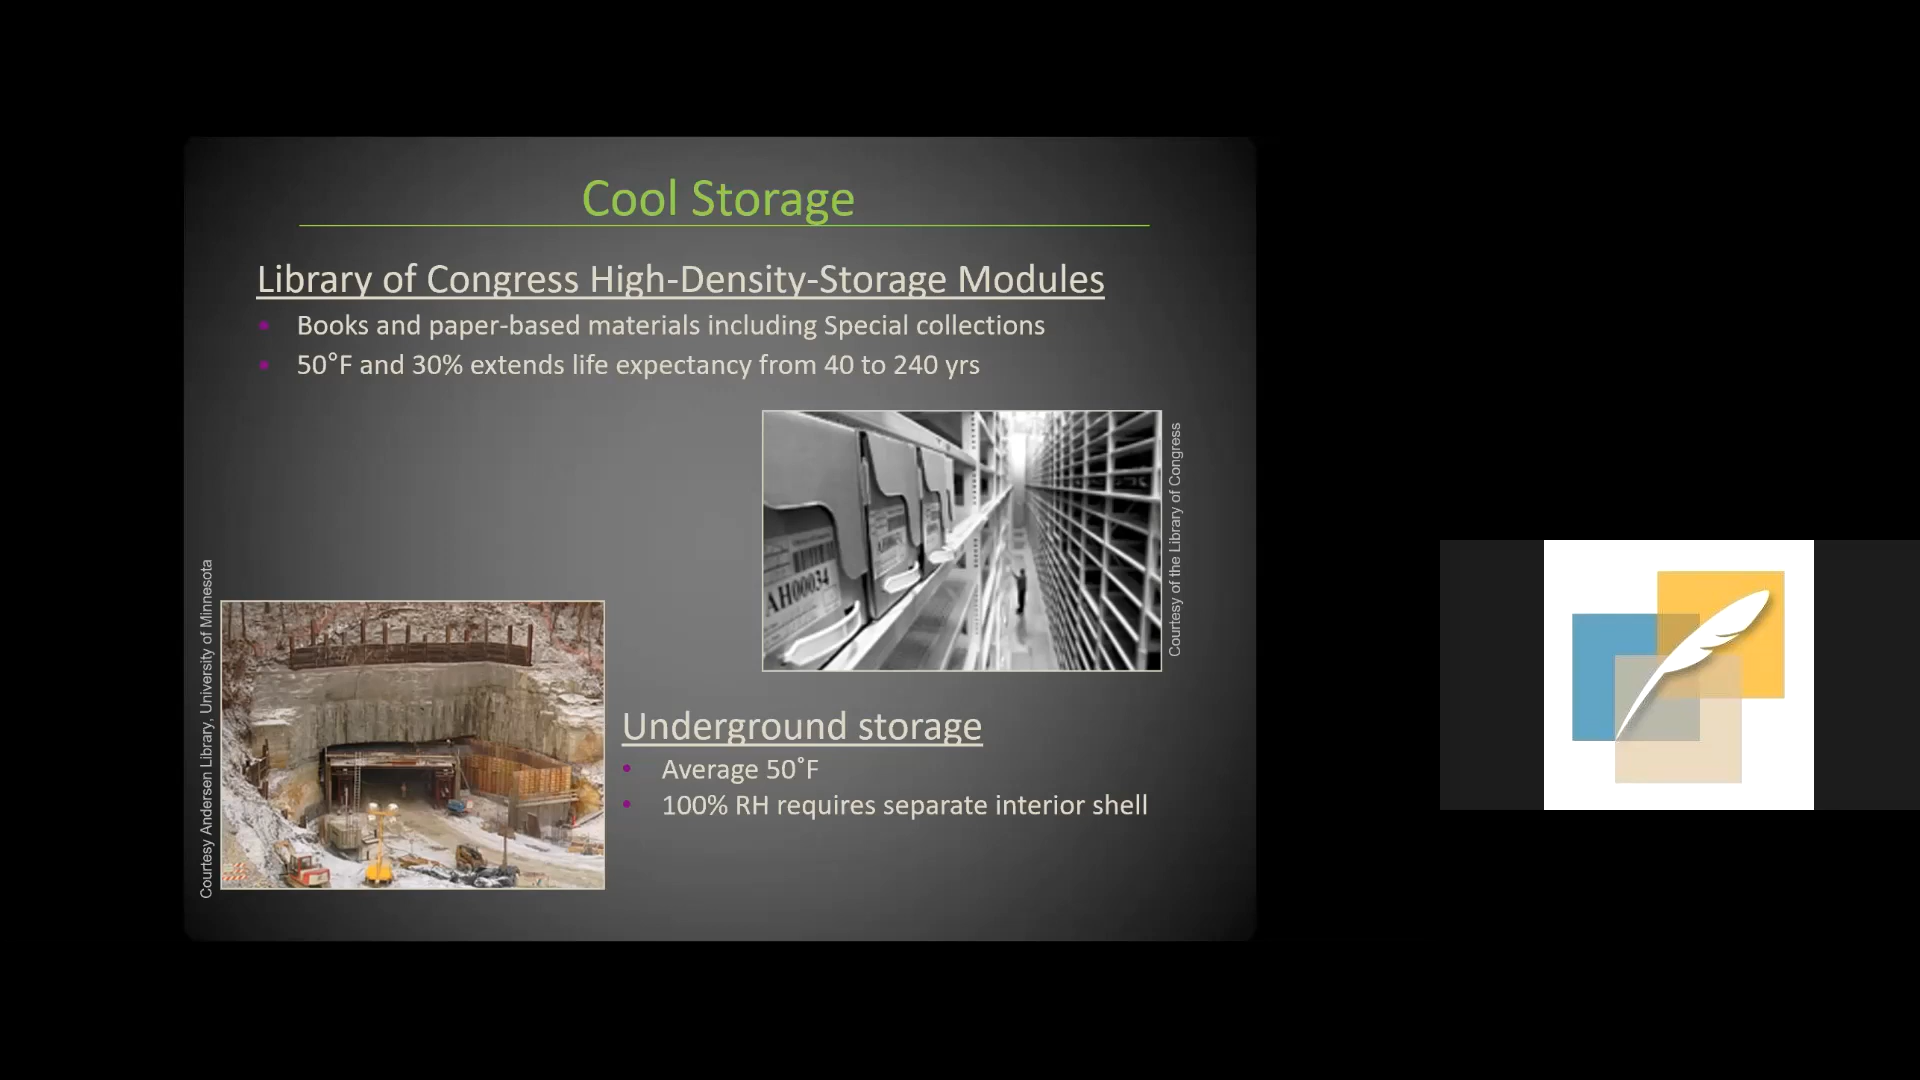 Cool Storage
Library of Congress High-Density-Storage Modules
• Books and paper-based materials including Special collections
• 50°F and 30% extends life expectancy from 40 to 240 yrs
AH00034
Courtesy of the Library of Congress
Courtesy Andersen Library, University of Minnesota
Underground storage
• Average 50˚F
• 100% RH requires separate interior shell